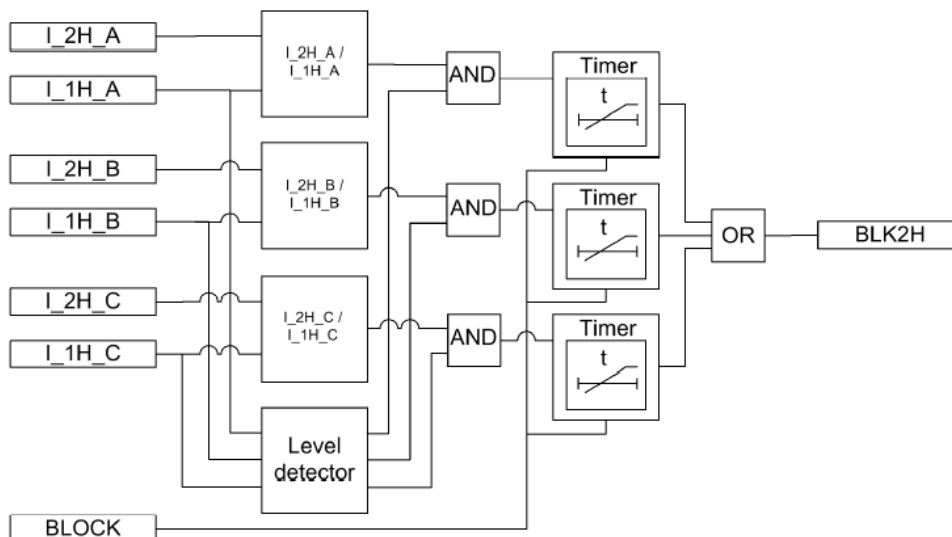 I_2H_A
I_1H_A
I_2H_A /
I_1H_A
AND
Timer
t
I_2H_B
I_1H_B
I_2H_B /
I_1H_B
AND
Timer
t
OR
BLK2H
I_2H_C
I_1H_C
I_2H_C /
I_1H_C
AND
Timer
t
Level
detector
BLOCK